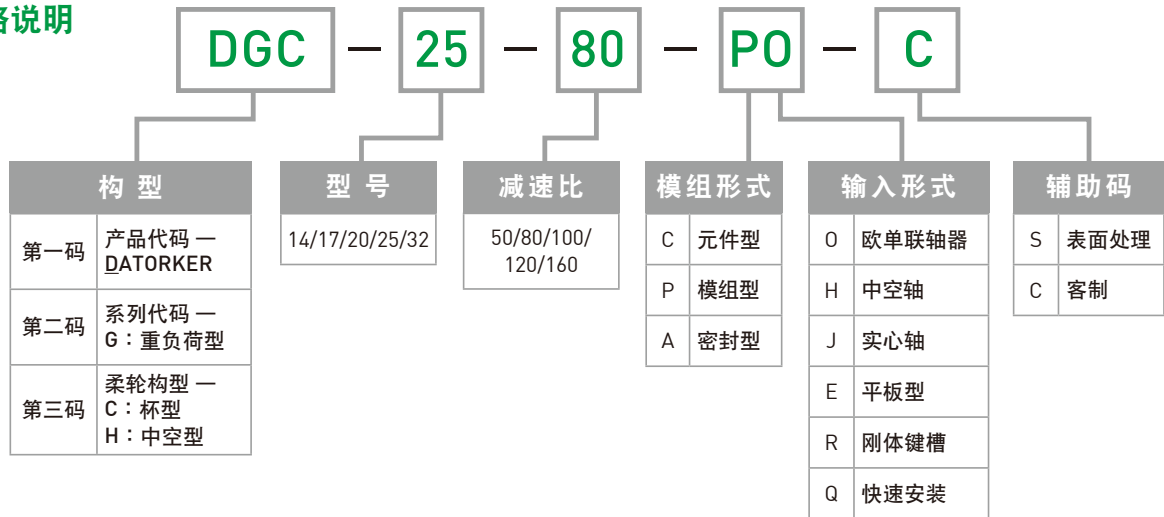 说明
DGC — 25 — 80 — PO — C
构 型
第一码 产品代码 —
DATORKER
第二码 系列代码 —
G：重负荷型
第三码 柔轮构型 —
C：杯型
H：中空型
型 号
14/17/20/25/32
减速比
50/80/100/
120/160
模组形式
C 元件型
P 模组型
A 密封型
输入形式
O 欧单联轴器
H 中空轴
J 实心轴
E 平板型
R 刚体键槽
Q 快速安装
辅助码
S 表面处理
C 客制